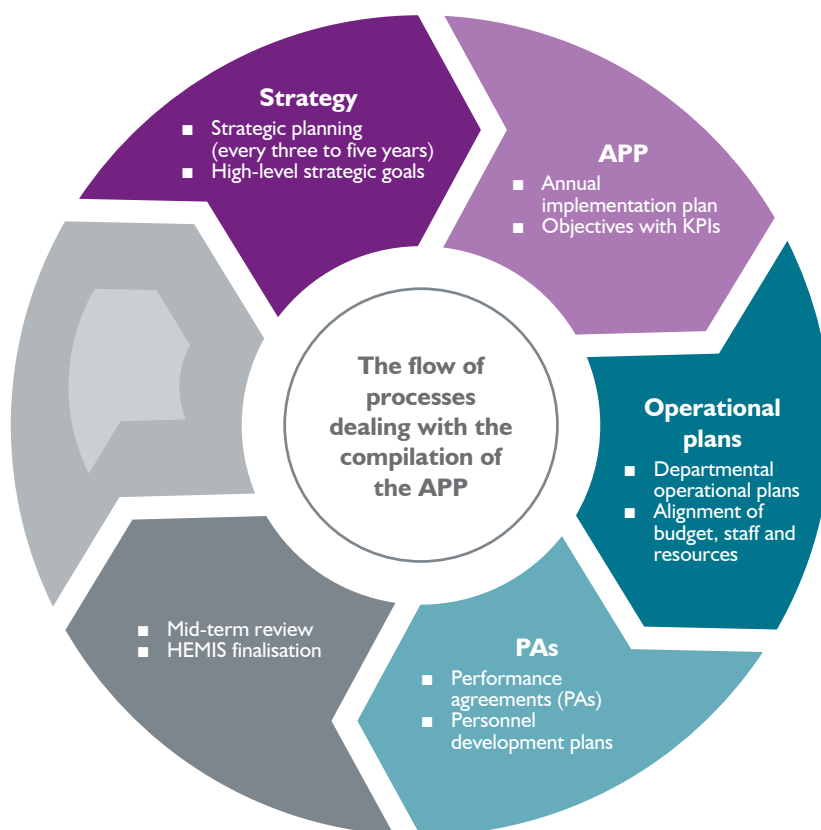 Strategy
■ Strategic planning
(every three to five years)
■ High-level strategic goals
APP
■ Annual
implementation plan
■ Objectives with KPIs
Operational
plans
■ Departmental
operational plans
■ Alignment of
budget, staff and
resources
PAs
■ Performance
agreements (PAs)
■ Personnel
development plans
■ Mid-term review
■ HEMIS finalisation
The flow of
processes
dealing with the
compilation of
the APP